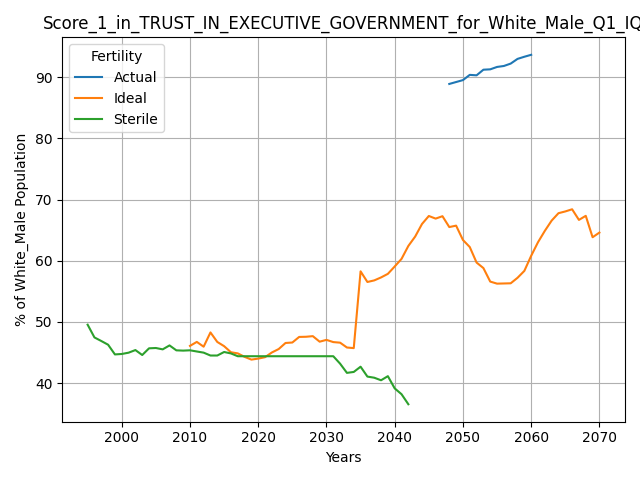 Score_1_in_TRUST_IN_EXECUTIVE_GOVERNMENT_for_White_Male_Q1_IQ
Fertility
Actual
Ideal
Sterile
% of White_Male Population
90
80
70
60
50
40
2000 2010 2020 2030 2040 2050 2060 2070
Years